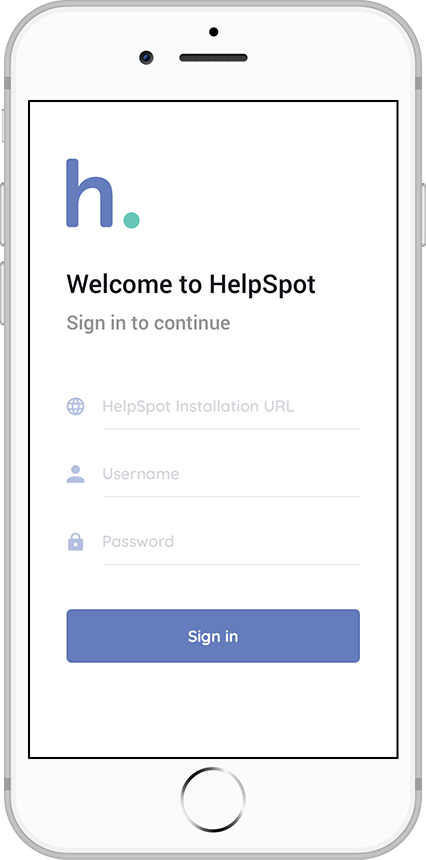 h.
Welcome to HelpSpot
Sign in to continue
HelpSpot Installation URL
Username
Password
Sign in